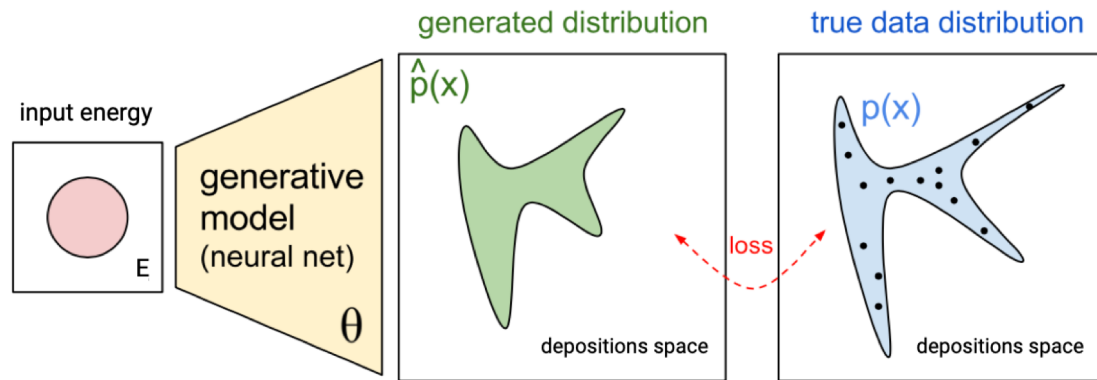 generated distribution
true data distribution
input energy
E
generative
model
(neural net)
θ
p̂(x)
depositions space
loss
p(x)
depositions space